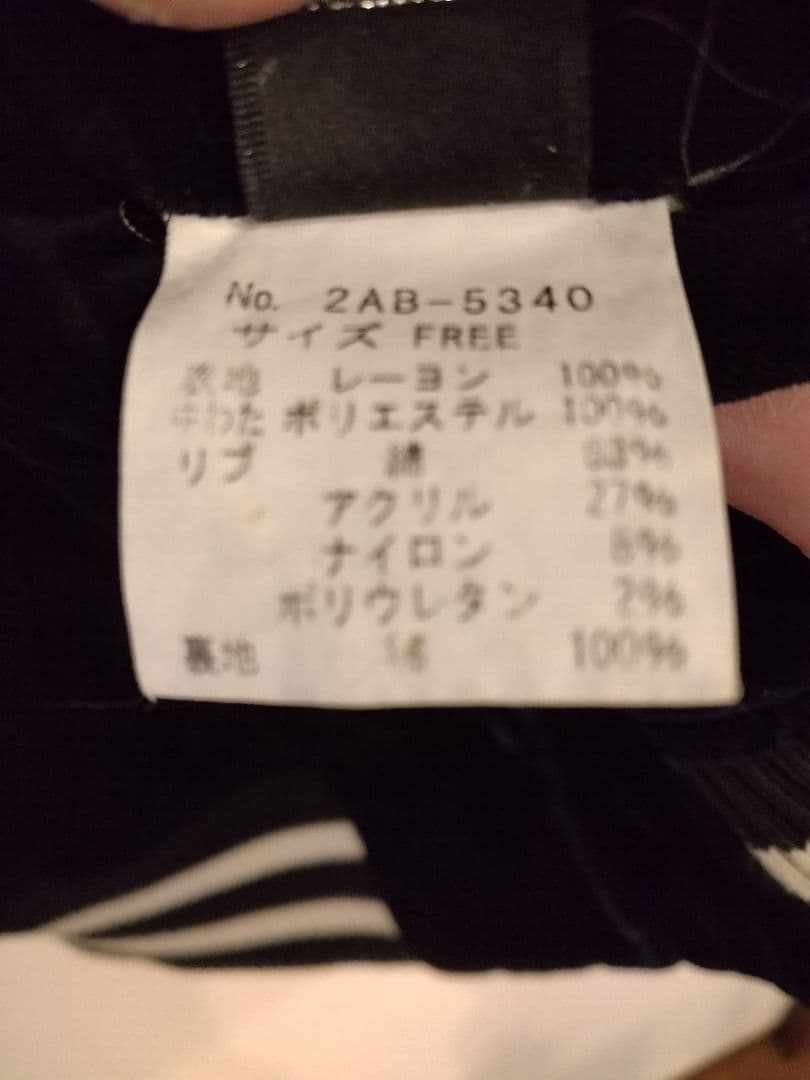 No. 2AB-5340
サイズ FREE
表地 レーヨン 100%
中わた ポリエステル 100%
リブ 綿 63%
アクリル 27%
ナイロン 8%
ポリウレタン 2%
裏地 綿 100%